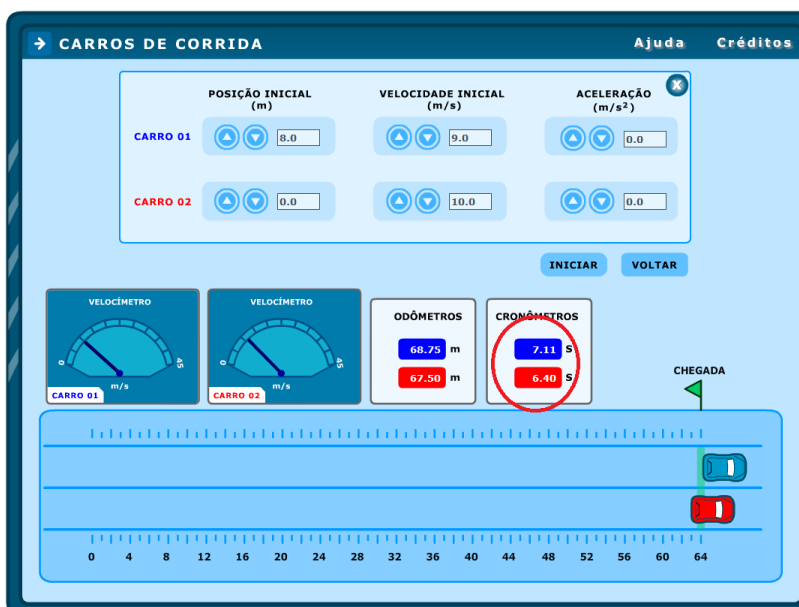 CARROS DE CORRIDA
Ajuda Créditos
X
POSIÇÃO INICIAL (m)
VELOCIDADE INICIAL (m/s)
ACELERAÇÃO (m/s²)
CARRO 01 8.0 9.0 0.0
CARRO 02 0.0 10.0 0.0
INICIAR VOLTAR
VELOCÍMETRO
0 45
m/s
CARRO 01
VELOCÍMETRO
0 45
m/s
CARRO 02
ODÔMETROS
68.75 m
67.50 m
CRONÔMETROS
7.11 S
6.40 S
CHEGADA
0 4 8 12 16 20 24 28 32 36 40 44 48 52 56 60 64